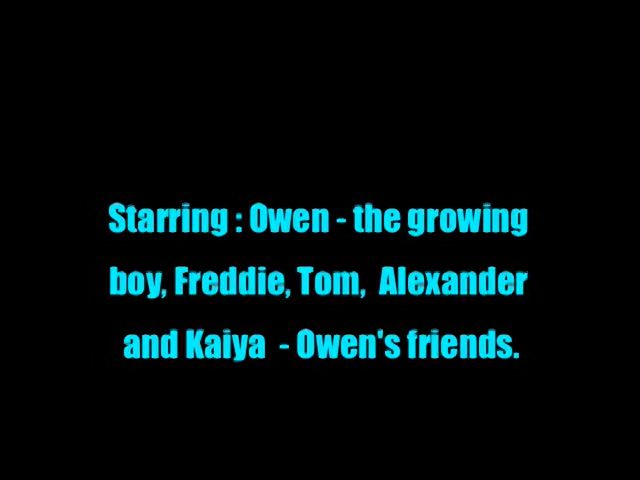 Starring : Owen - the growing
boy, Freddie, Tom,  Alexander
and Kaiya  - Owen's friends.